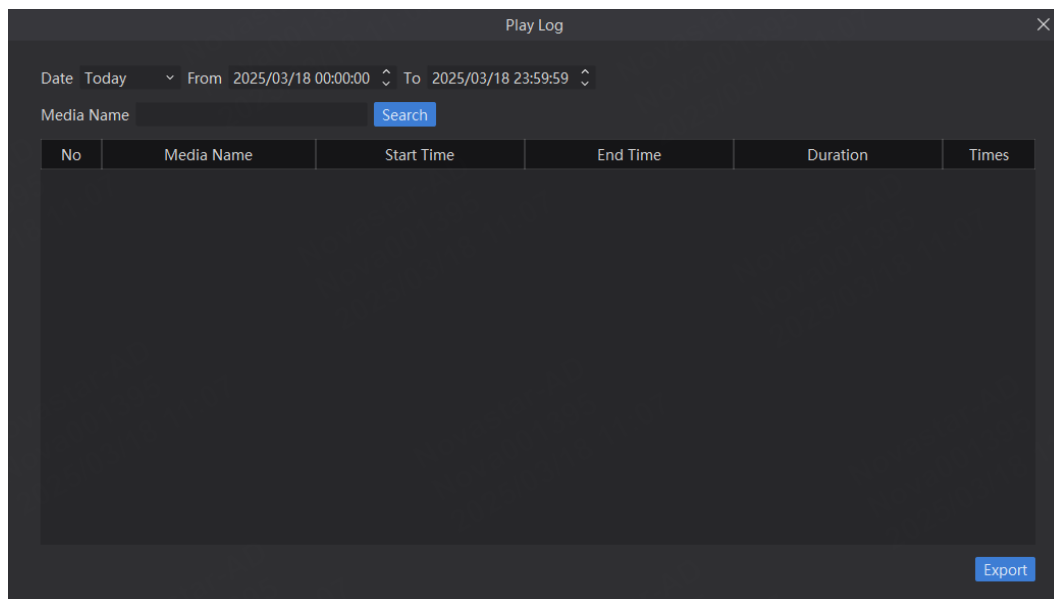 Play Log
Date Today From 2025/03/18 00:00:00 To 2025/03/18 23:59:59
Media Name Search
No Media Name Start Time End Time Duration Times
Export